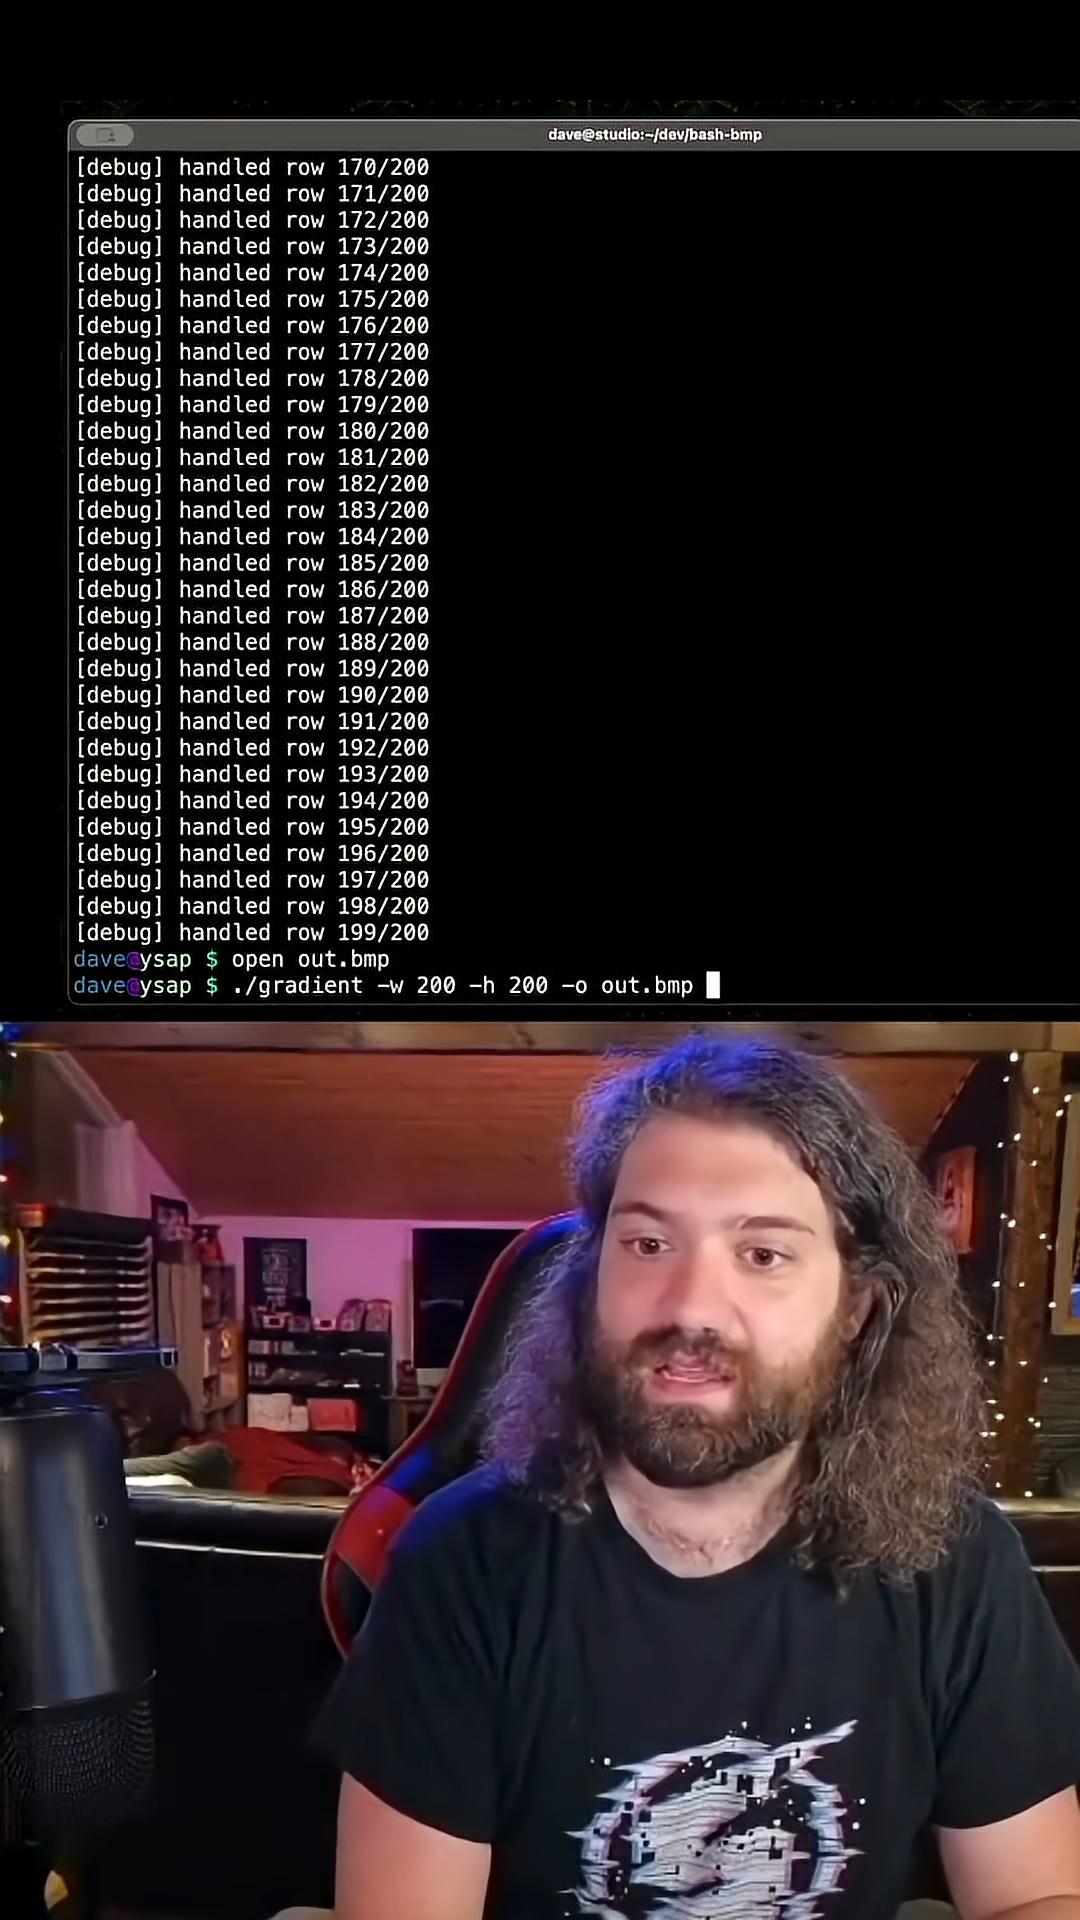 dave@studio:~/dev/bash-bmp
[debug] handled row 170/200
[debug] handled row 171/200
[debug] handled row 172/200
[debug] handled row 173/200
[debug] handled row 174/200
[debug] handled row 175/200
[debug] handled row 176/200
[debug] handled row 177/200
[debug] handled row 178/200
[debug] handled row 179/200
[debug] handled row 180/200
[debug] handled row 181/200
[debug] handled row 182/200
[debug] handled row 183/200
[debug] handled row 184/200
[debug] handled row 185/200
[debug] handled row 186/200
[debug] handled row 187/200
[debug] handled row 188/200
[debug] handled row 189/200
[debug] handled row 190/200
[debug] handled row 191/200
[debug] handled row 192/200
[debug] handled row 193/200
[debug] handled row 194/200
[debug] handled row 195/200
[debug] handled row 196/200
[debug] handled row 197/200
[debug] handled row 198/200
[debug] handled row 199/200
dave@ysap $ open out.bmp
dave@ysap $ ./gradient -w 200 -h 200 -o out.bmp